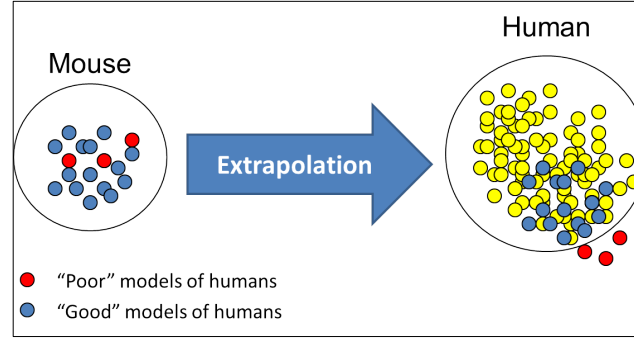 Mouse
Human
Extrapolation
“Poor” models of humans
“Good” models of humans